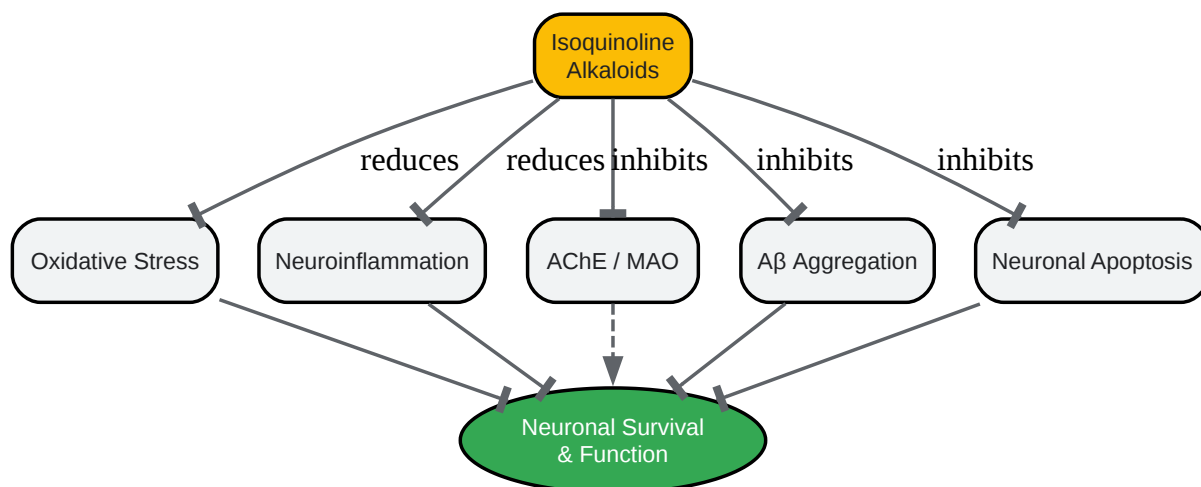 Isoquinoline
Alkaloids
reduces
reduces
inhibits
inhibits
inhibits
Oxidative Stress
Neuroinflammation
AChE / MAO
Aβ Aggregation
Neuronal Apoptosis
Neuronal Survival
& Function